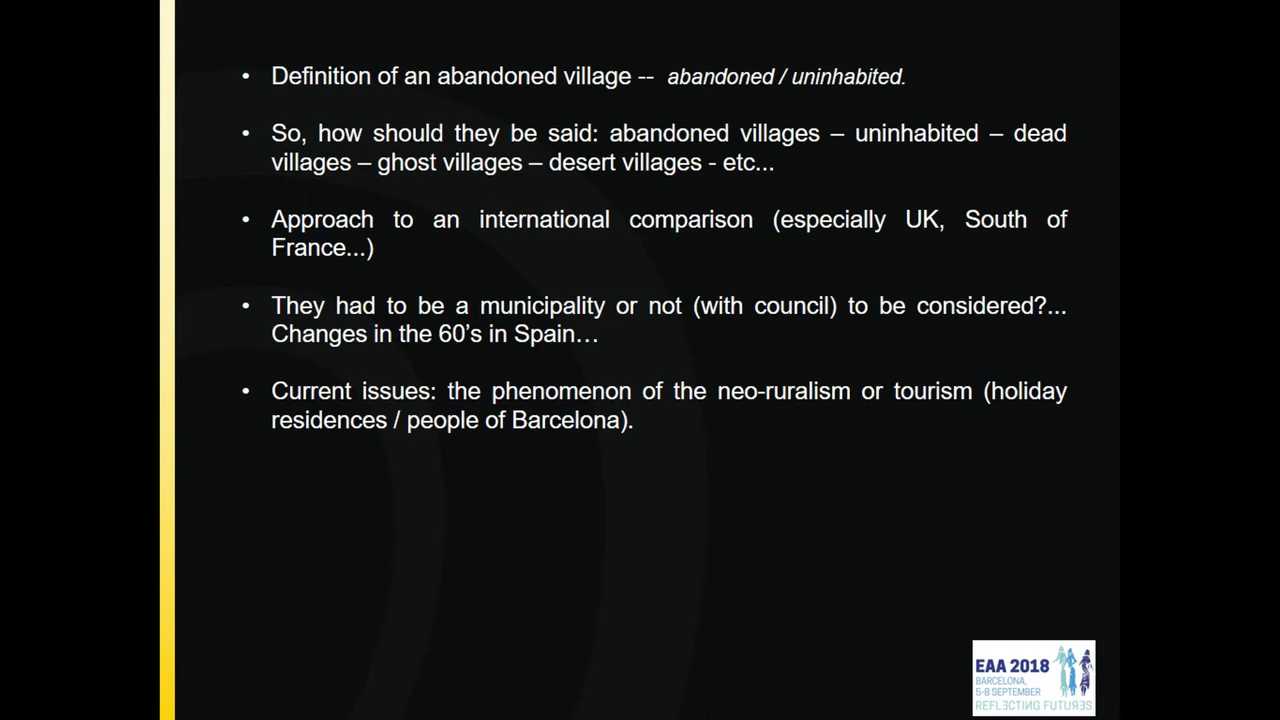 • Definition of an abandoned village -- abandoned / uninhabited.
• So, how should they be said: abandoned villages – uninhabited – dead
villages – ghost villages – desert villages - etc...
• Approach to an international comparison (especially UK, South of
France...)
• They had to be a municipality or not (with council) to be considered?...
Changes in the 60’s in Spain…
• Current issues: the phenomenon of the neo-ruralism or tourism (holiday
residences / people of Barcelona).
EAA 2018
BARCELONA,
5-8 SEPTEMBER
REFLECTING FUTURES